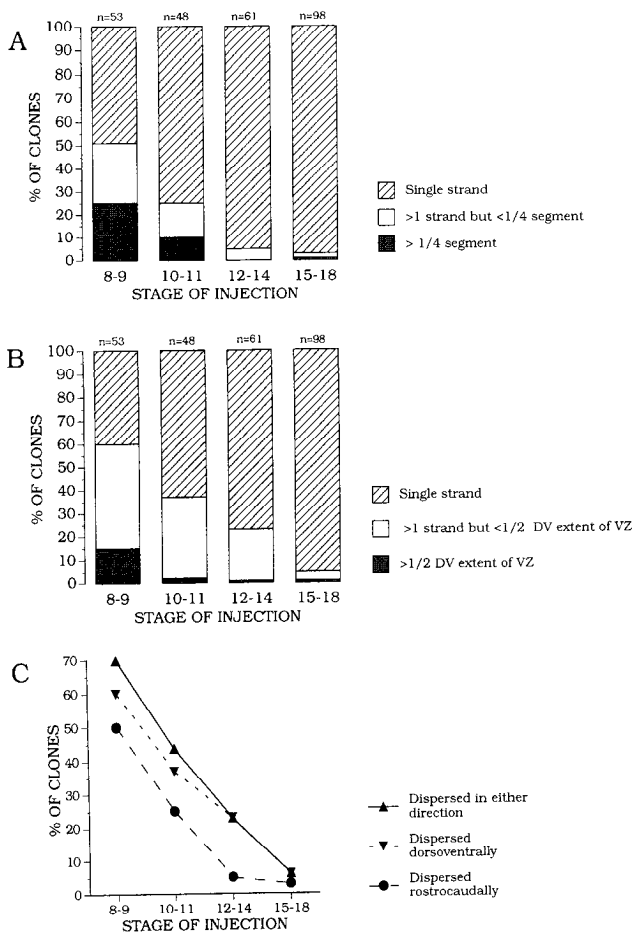 A
n=53 n=48 n=61 n=98
100
90
80
70
60
50
40
30
20
10
0
% OF CLONES
8-9 10-11 12-14 15-18
STAGE OF INJECTION
Single strand
>1 strand but <1/4 segment
> 1/4 segment
B
n=53 n=48 n=61 n=98
100
90
80
70
60
50
40
30
20
10
0
% OF CLONES
8-9 10-11 12-14 15-18
STAGE OF INJECTION
Single strand
>1 strand but <1/2 DV extent of VZ
>1/2 DV extent of VZ
C
70
60
50
40
30
20
10
0
% OF CLONES
8-9 10-11 12-14 15-18
STAGE OF INJECTION
Dispersed in either
direction
Dispersed
dorsoventrally
Dispersed
rostrocaudally